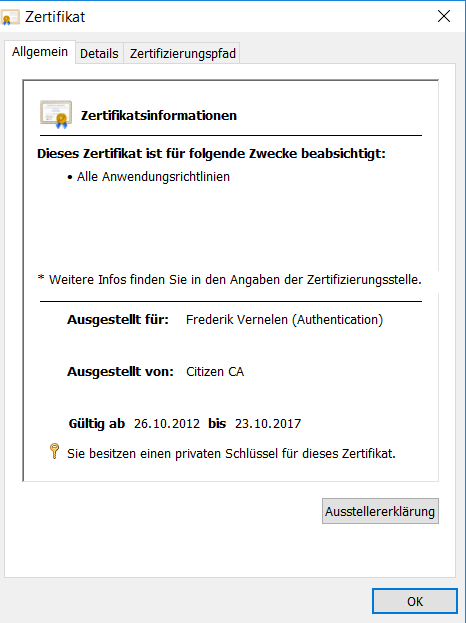 Zertifikat
Allgemein Details Zertifizierungspfad
Zertifikatsinformationen
Dieses Zertifikat ist für folgende Zwecke beabsichtigt:
• Alle Anwendungsrichtlinien
* Weitere Infos finden Sie in den Angaben der Zertifizierungsstelle.
Ausgestellt für: Frederik Vernelen (Authentication)
Ausgestellt von: Citizen CA
Gültig ab 26.10.2012 bis 23.10.2017
Sie besitzen einen privaten Schlüssel für dieses Zertifikat.
Ausstellererklärung
OK